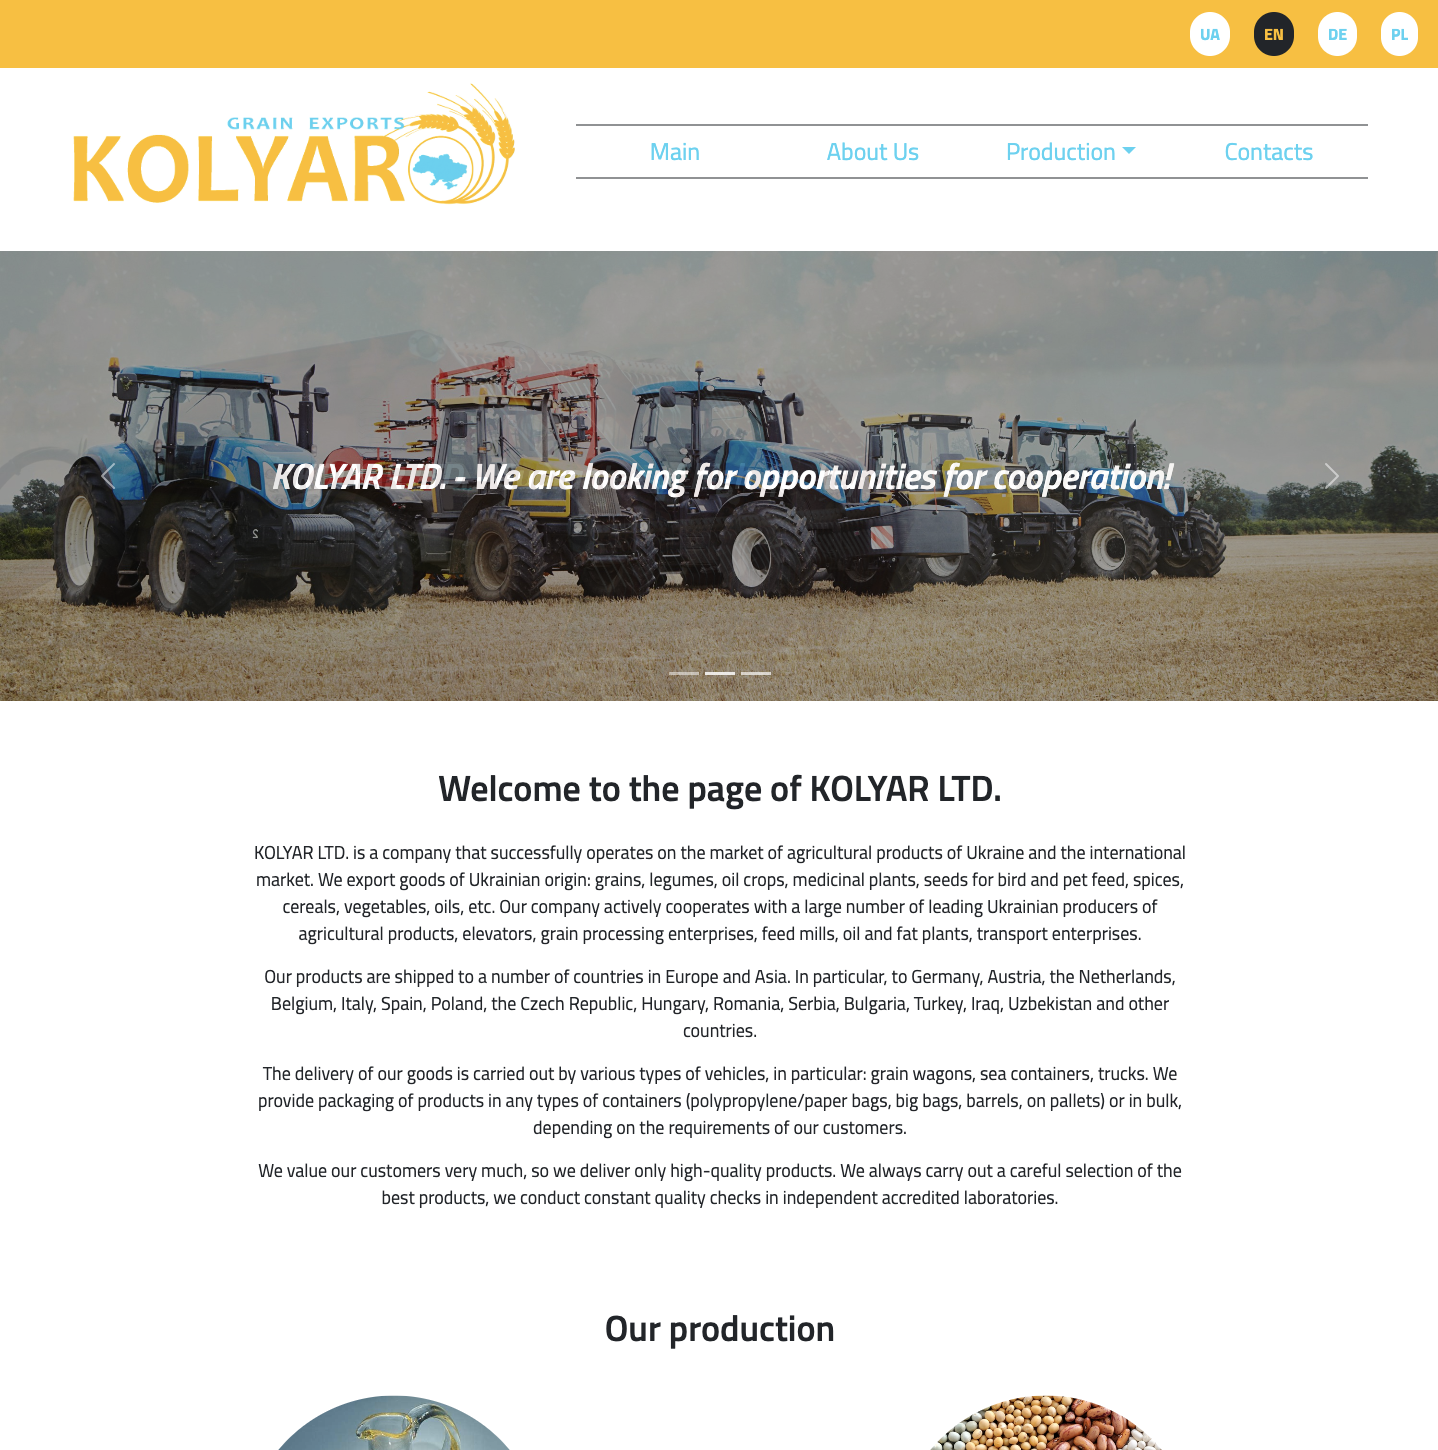 UA EN DE PL
GRAIN EXPORTS
KOLYAR
Main About Us Production Contacts
KOLYAR LTD. - We are looking for opportunities for cooperation!
Welcome to the page of KOLYAR LTD.
KOLYAR LTD. is a company that successfully operates on the market of agricultural products of Ukraine and the international
market. We export goods of Ukrainian origin: grains, legumes, oil crops, medicinal plants, seeds for bird and pet feed, spices,
cereals, vegetables, oils, etc. Our company actively cooperates with a large number of leading Ukrainian producers of
agricultural products, elevators, grain processing enterprises, feed mills, oil and fat plants, transport enterprises.
Our products are shipped to a number of countries in Europe and Asia. In particular, to Germany, Austria, the Netherlands,
Belgium, Italy, Spain, Poland, the Czech Republic, Hungary, Romania, Serbia, Bulgaria, Turkey, Iraq, Uzbekistan and other
countries.
The delivery of our goods is carried out by various types of vehicles, in particular: grain wagons, sea containers, trucks. We
provide packaging of products in any types of containers (polypropylene/paper bags, big bags, barrels, on pallets) or in bulk,
depending on the requirements of our customers.
We value our customers very much, so we deliver only high-quality products. We always carry out a careful selection of the
best products, we conduct constant quality checks in independent accredited laboratories.
Our production